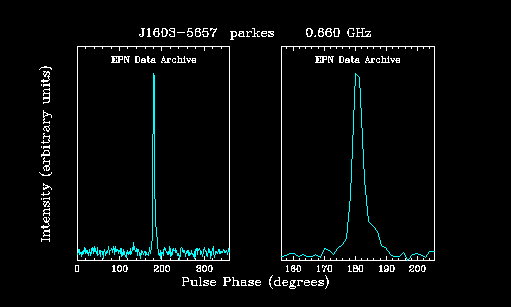 J1603-5657 parkes 0.660 GHz
EPN Data Archive EPN Data Archive
Intensity (arbitrary units)
0 100 200 300 160 170 180 190 200
Pulse Phase (degrees)